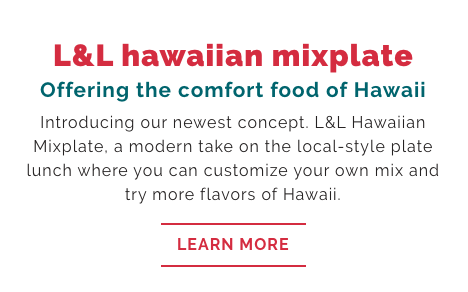 L&L hawaiian mixplate
Offering the comfort food of Hawaii
Introducing our newest concept. L&L Hawaiian
Mixplate, a modern take on the local-style plate
lunch where you can customize your own mix and
try more flavors of Hawaii.
LEARN MORE